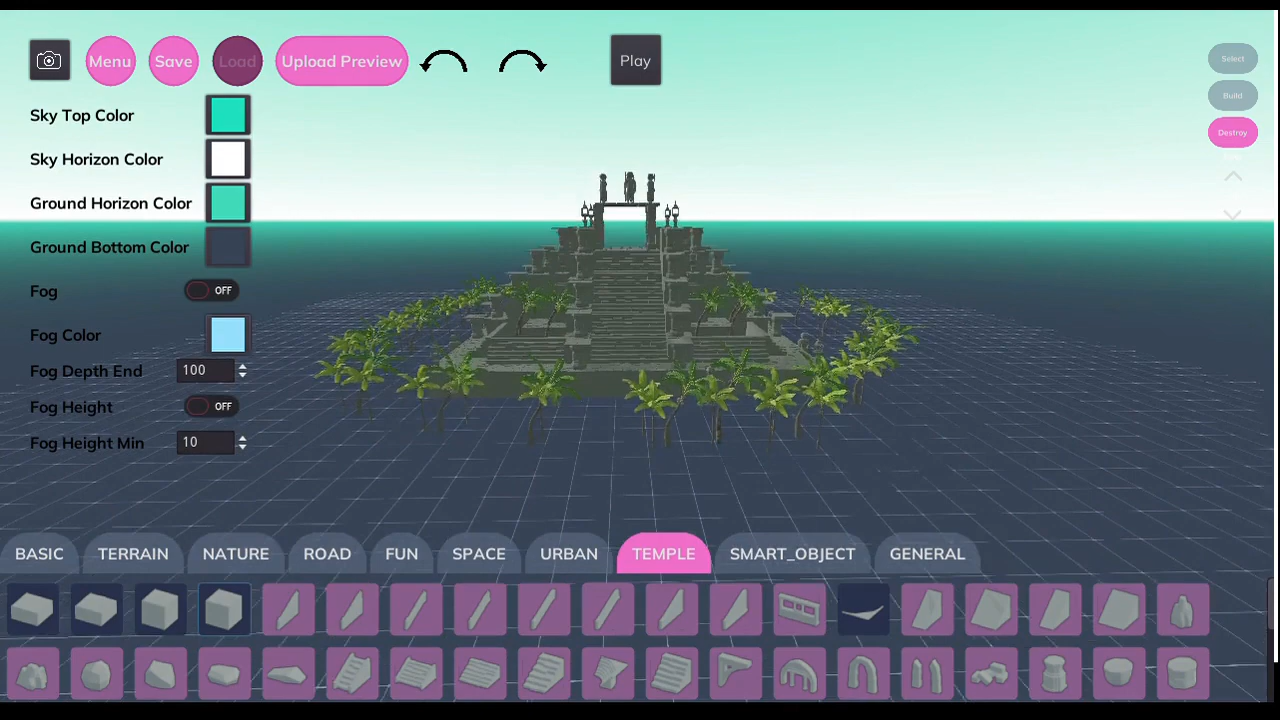 Menu Save Load Upload Preview Play
Select
Build
Destroy
Sky Top Color
Sky Horizon Color
Ground Horizon Color
Ground Bottom Color
Fog OFF
Fog Color
Fog Depth End 100
Fog Height OFF
Fog Height Min 10
BASIC TERRAIN NATURE ROAD FUN SPACE URBAN TEMPLE SMART_OBJECT GENERAL